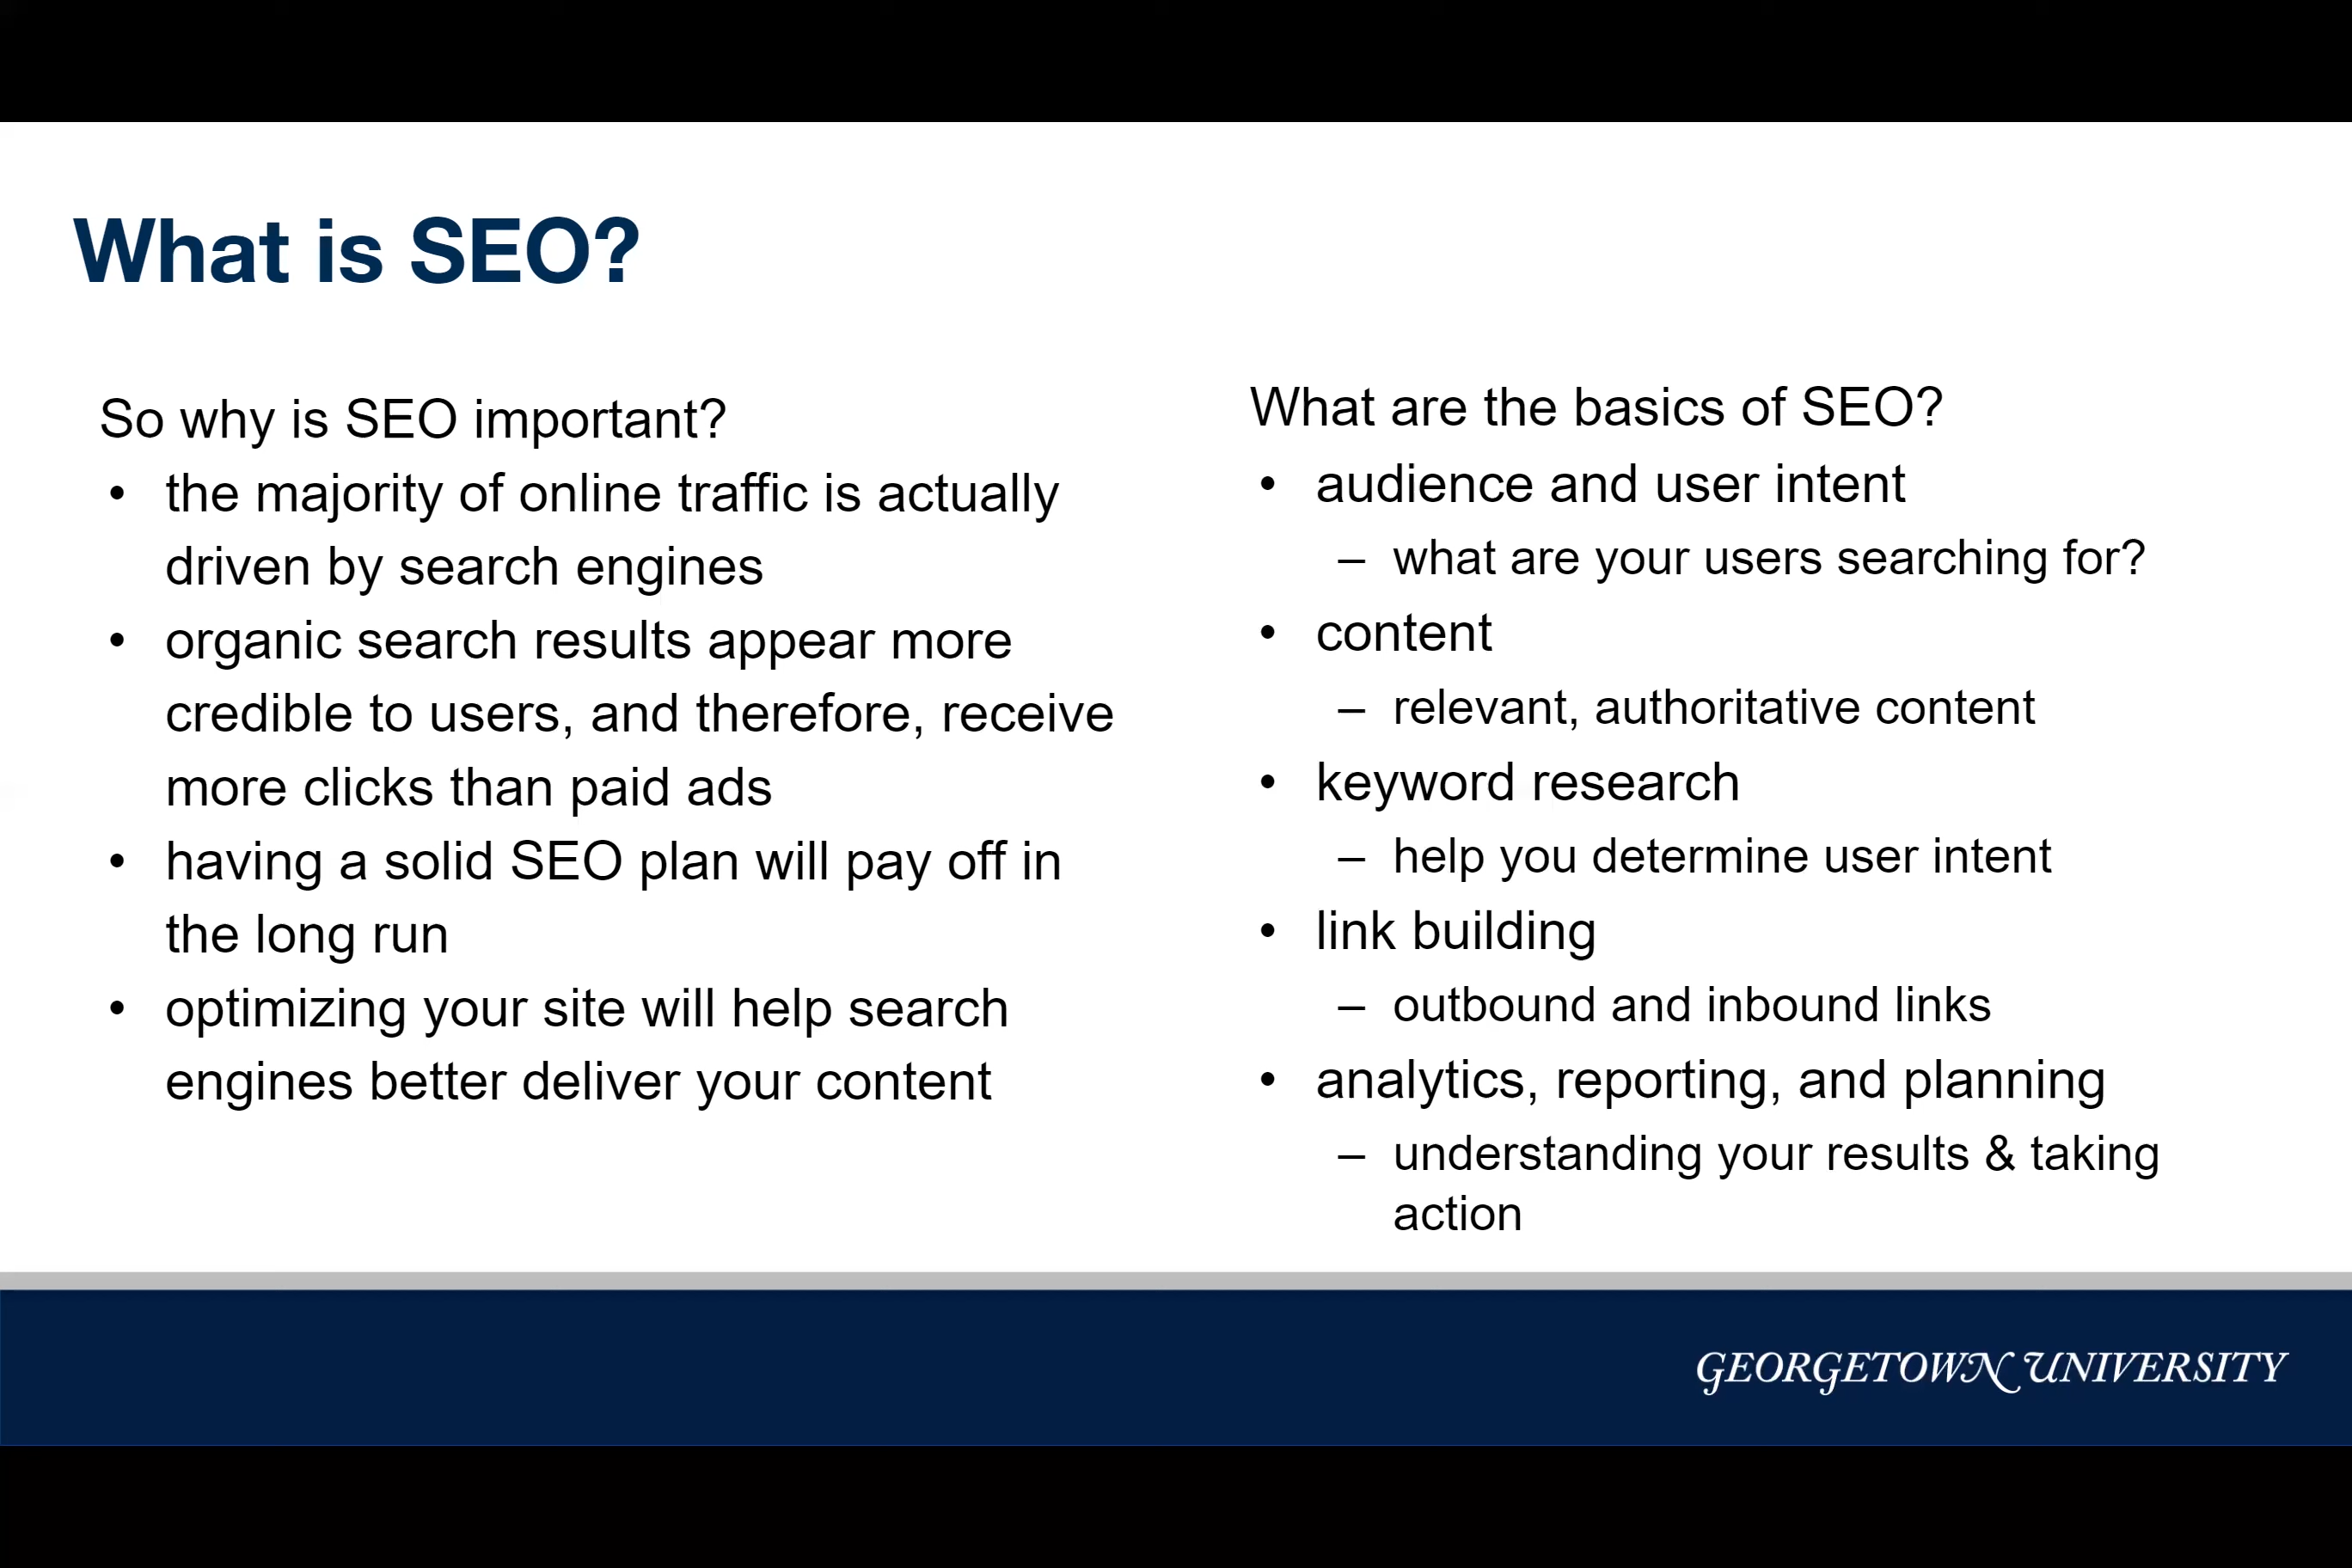 What is SEO?
So why is SEO important?
• the majority of online traffic is actually
driven by search engines
• organic search results appear more
credible to users, and therefore, receive
more clicks than paid ads
• having a solid SEO plan will pay off in
the long run
• optimizing your site will help search
engines better deliver your content
What are the basics of SEO?
• audience and user intent
– what are your users searching for?
• content
– relevant, authoritative content
• keyword research
– help you determine user intent
• link building
– outbound and inbound links
• analytics, reporting, and planning
– understanding your results & taking
action
GEORGETOWN UNIVERSITY